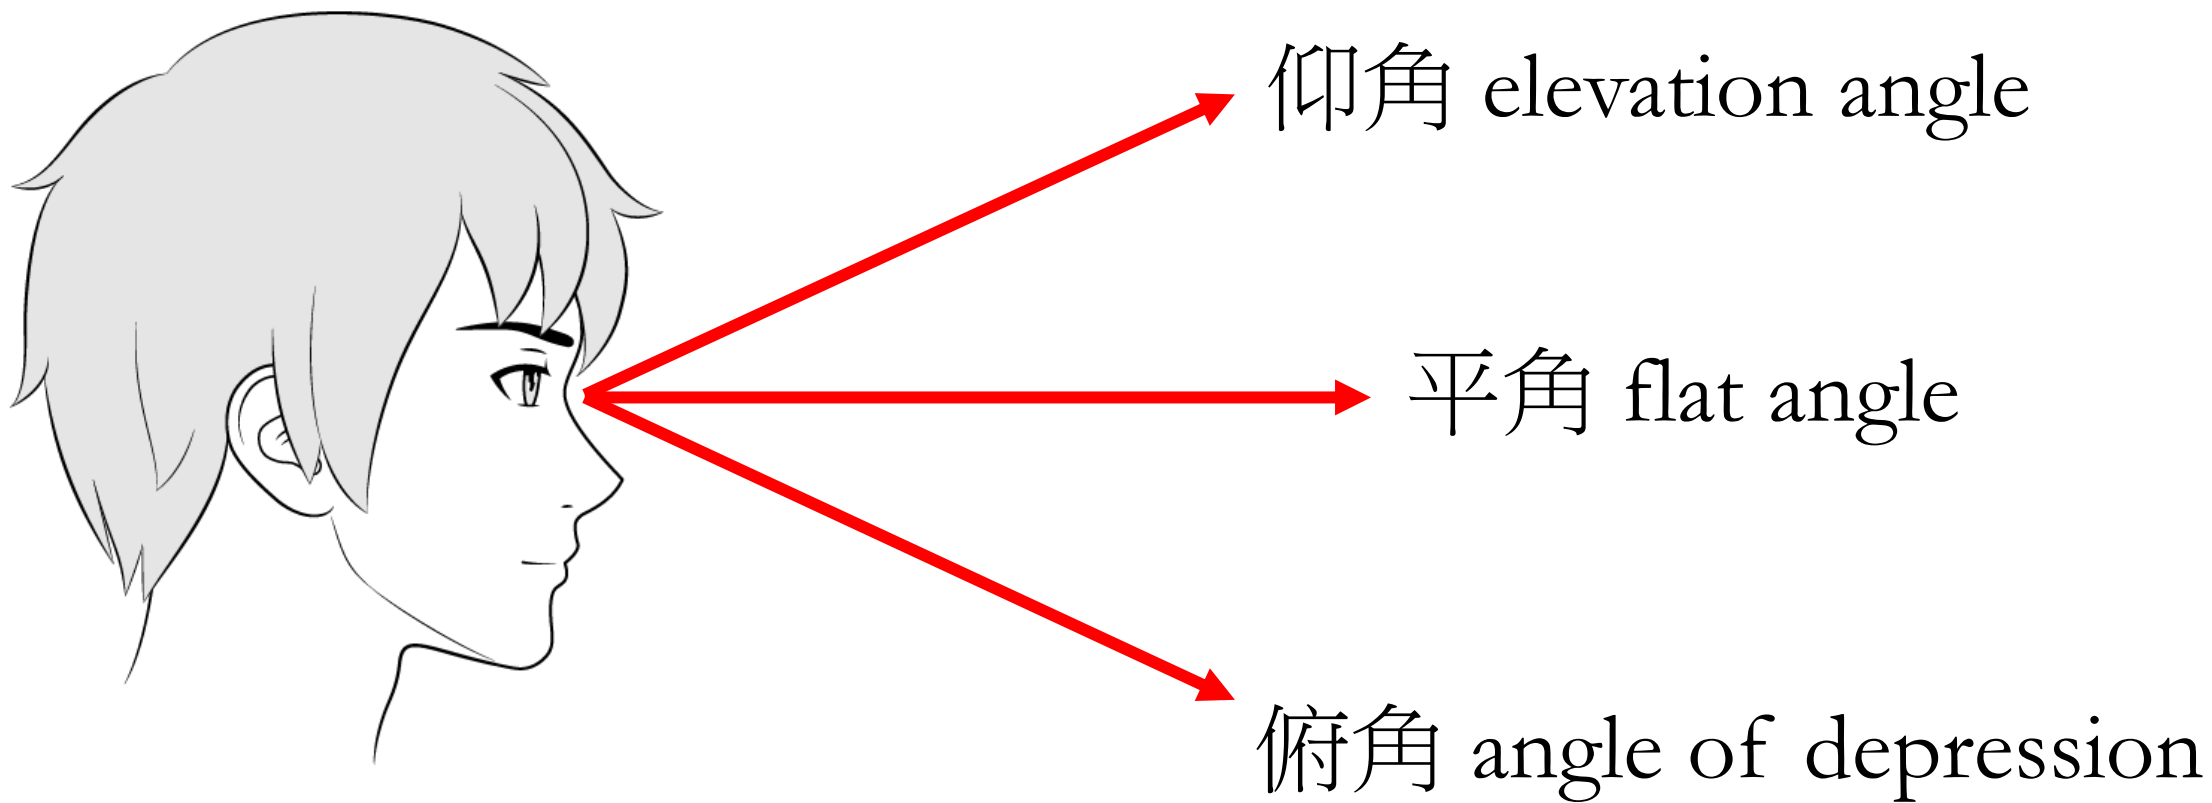 仰角 elevation angle
平角 flat angle
俯角 angle of depression